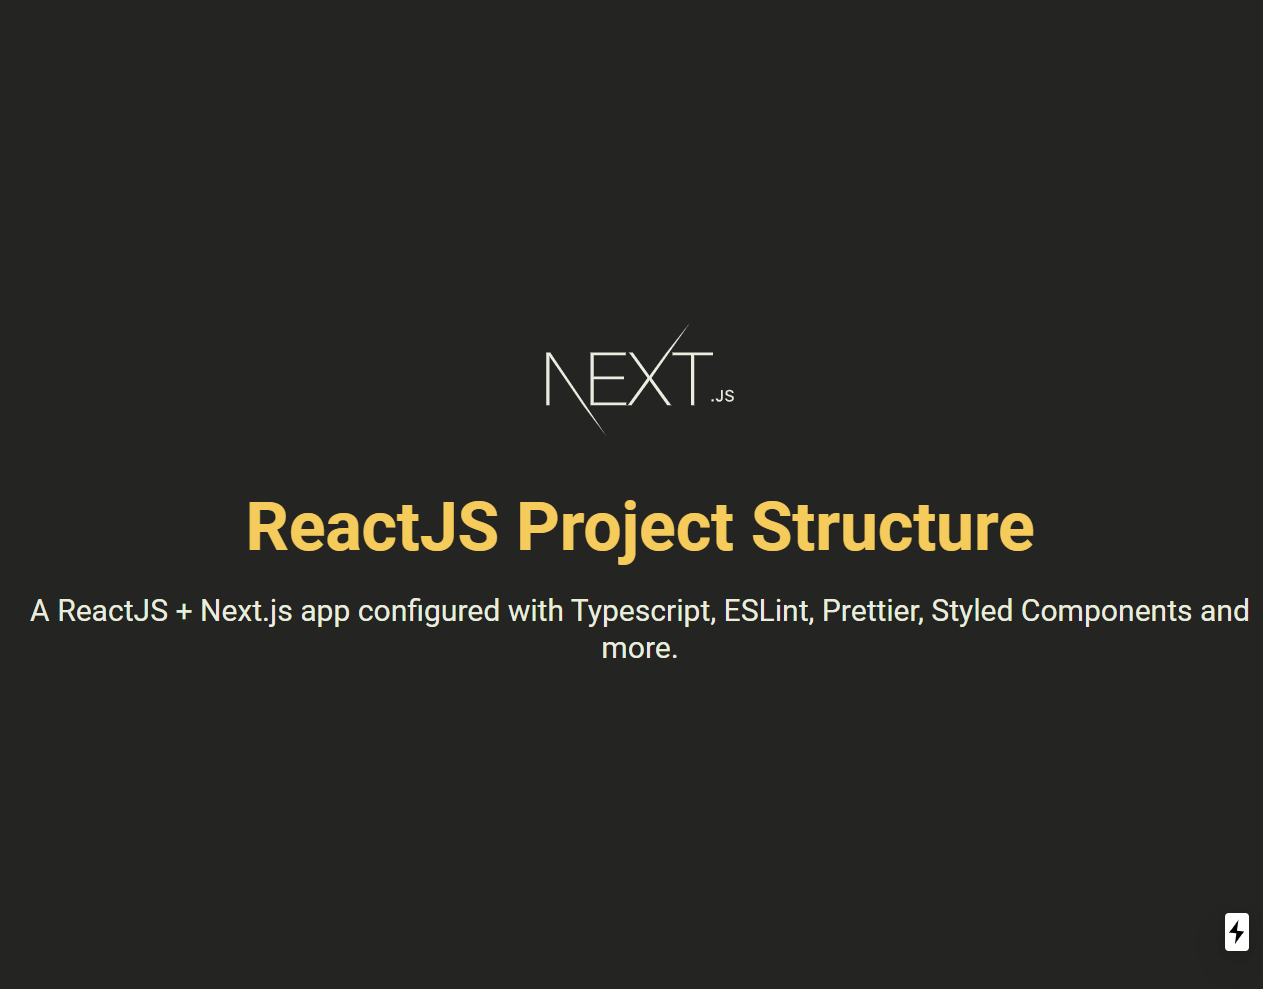 NEXT.JS
ReactJS Project Structure
A ReactJS + Next.js app configured with Typescript, ESLint, Prettier, Styled Components and
more.